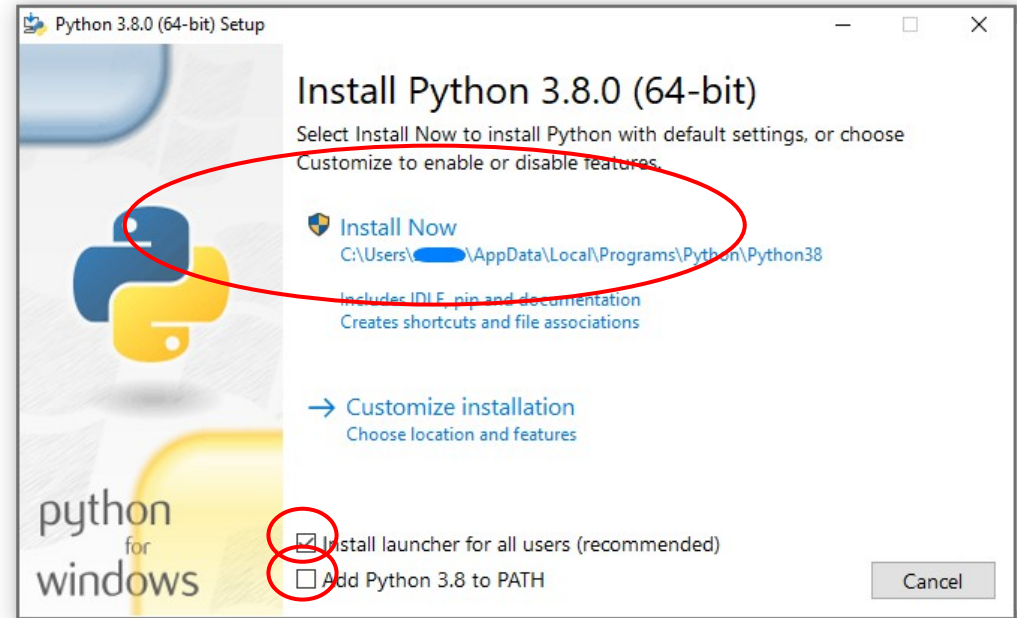 Python 3.8.0 (64-bit) Setup
Install Python 3.8.0 (64-bit)
Select Install Now to install Python with default settings, or choose
Customize to enable or disable features.
Install Now
C:\Users\ \AppData\Local\Programs\Python\Python38
Includes IDLE, pip and documentation
Creates shortcuts and file associations
Customize installation
Choose location and features
python
for
windows
Install launcher for all users (recommended)
Add Python 3.8 to PATH
Cancel